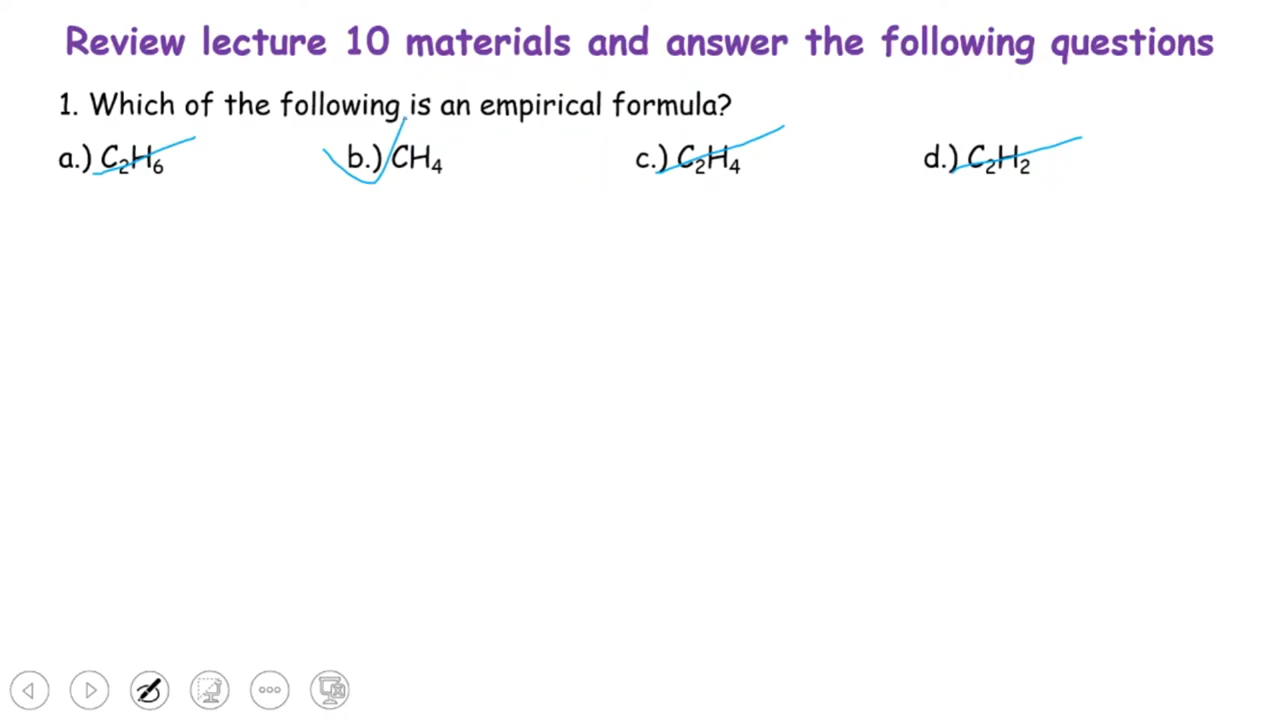 Review lecture 10 materials and answer the following questions
1. Which of the following is an empirical formula?
a.) C₂H₆ b.) CH₄ c.) C₂H₄ d.) C₂H₂